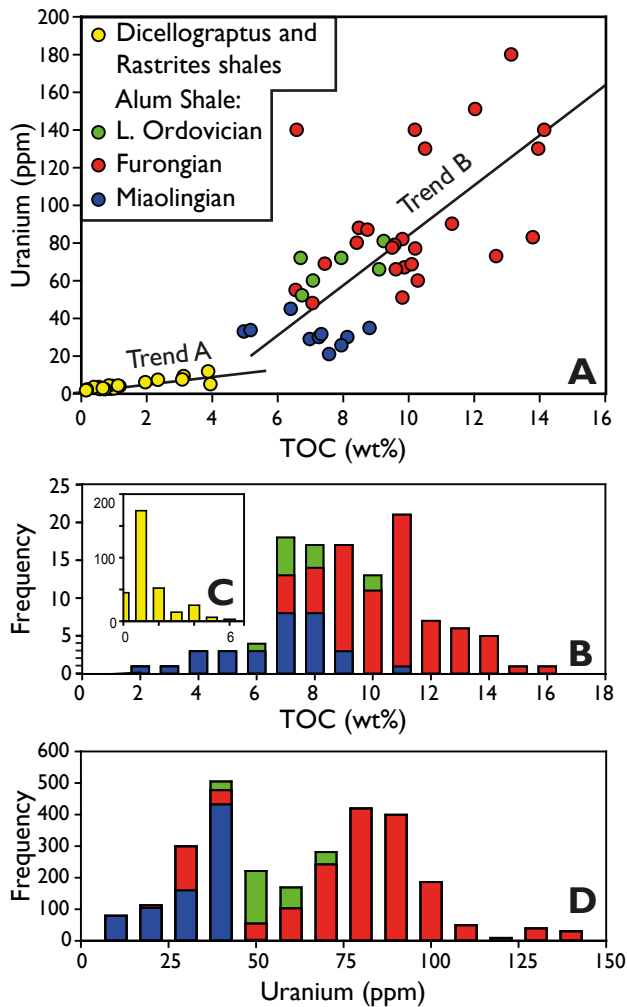 200
180
160
140
120
100
80
60
40
20
0
Uranium (ppm)
Dicellograptus and
Rastrites shales
Alum Shale:
L. Ordovician
Furongian
Miaolingian
Trend A
Trend B
A
0 2 4 6 8 10 12 14 16
TOC (wt%)
25
20
15
10
5
0
Frequency
200
100
0
0 6
C
B
0 2 4 6 8 10 12 14 16 18
TOC (wt%)
600
500
400
300
200
100
0
Frequency
D
0 25 50 75 100 125 150
Uranium (ppm)